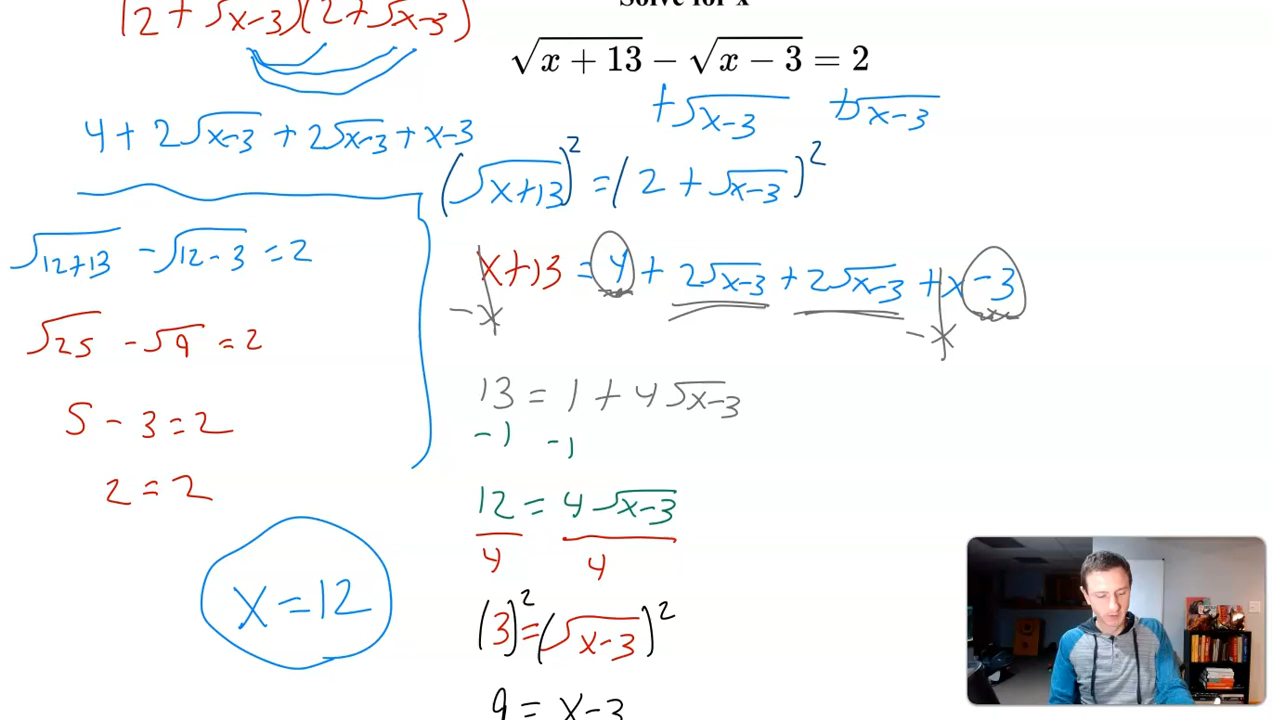 Solve for x
(2 + √x-3)(2 + √x-3)
√x + 13 − √x − 3 = 2
+√x-3 +√x-3
4 + 2√x-3 + 2√x-3 + x-3
(√x+13)² = (2 + √x-3)²
x+13 = 4 + 2√x-3 + 2√x-3 + x -3
-x -x
13 = 1 + 4√x-3
-1 -1
12 = 4√x-3
4 4
(3)² = (√x-3)²
9 = x-3
√12+13 - √12-3 = 2
√25 - √9 = 2
5 - 3 = 2
2 = 2
x = 12